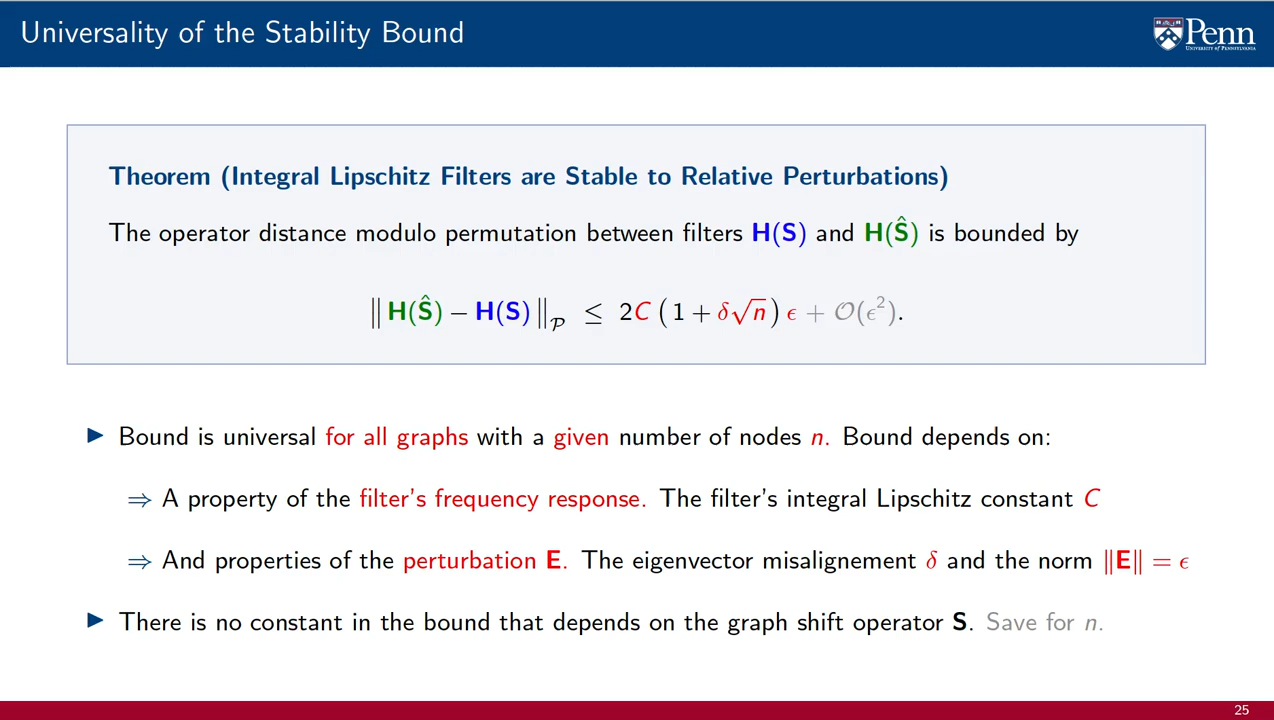 Universality of the Stability Bound
Penn
UNIVERSITY OF PENNSYLVANIA
Theorem (Integral Lipschitz Filters are Stable to Relative Perturbations)
The operator distance modulo permutation between filters H(S) and H(Ŝ) is bounded by
‖ H(Ŝ) – H(S) ‖_𝒫 ≤ 2C ( 1 + δ√n ) ϵ + 𝒪(ϵ²).
▶ Bound is universal for all graphs with a given number of nodes n. Bound depends on:
⇒ A property of the filter's frequency response. The filter's integral Lipschitz constant C
⇒ And properties of the perturbation E. The eigenvector misalignement δ and the norm ‖E‖ = ϵ
▶ There is no constant in the bound that depends on the graph shift operator S. Save for n.
25